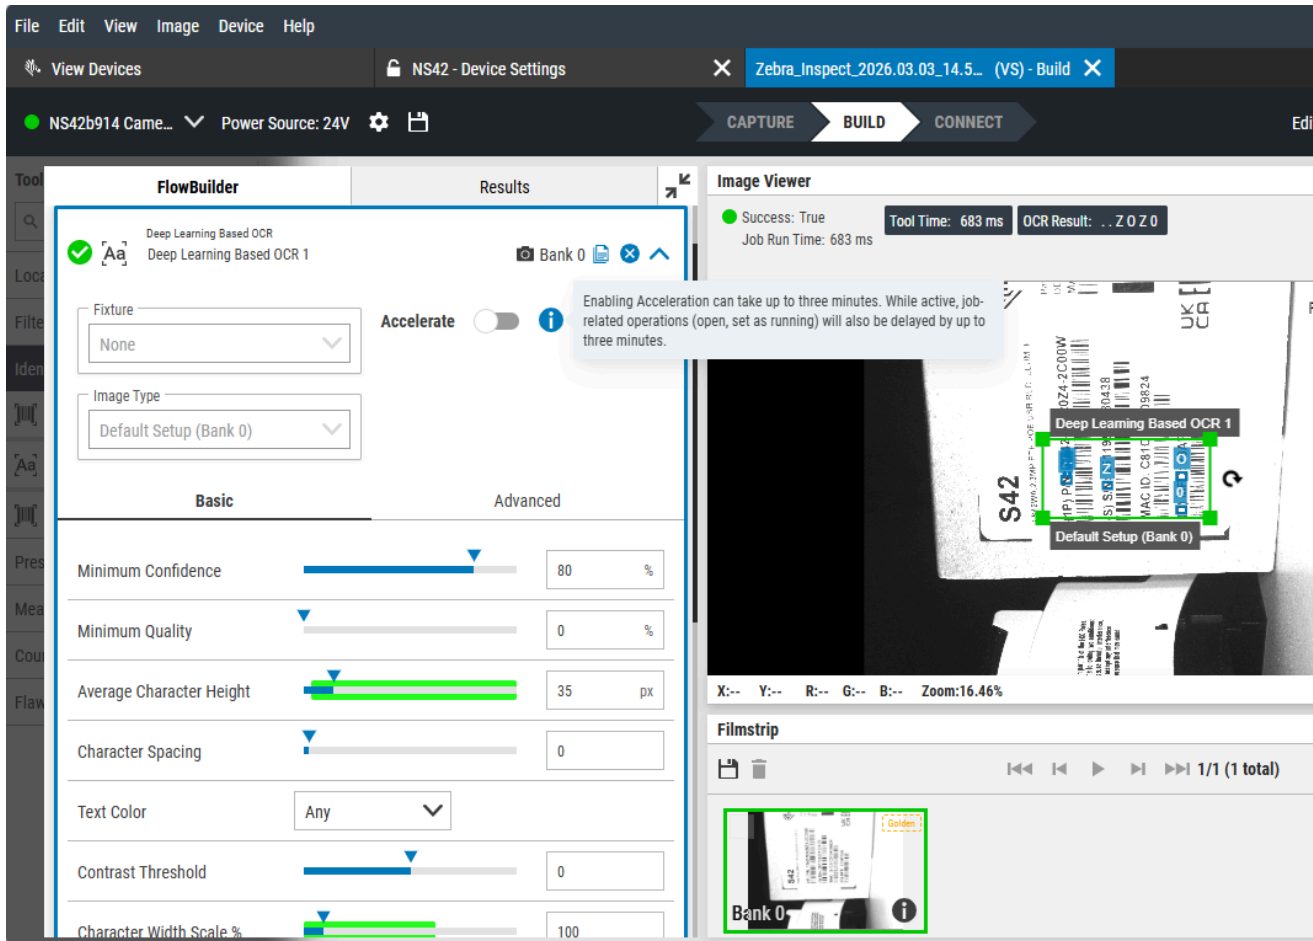 File Edit View Image Device Help
View Devices
NS42 - Device Settings
Zebra_Inspect_2026.03.03_14.5... (VS) - Build
NS42b914 Came... Power Source: 24V
CAPTURE BUILD CONNECT
Edi
Tool
FlowBuilder Results
Loca
Filte
Iden
Aa
Pres
Mea
Coun
Flaw
Deep Learning Based OCR
Aa Deep Learning Based OCR 1
Bank 0
Fixture
None
Accelerate
Enabling Acceleration can take up to three minutes. While active, job-
related operations (open, set as running) will also be delayed by up to
three minutes.
Image Type
Default Setup (Bank 0)
Basic Advanced
Minimum Confidence 80 %
Minimum Quality 0 %
Average Character Height 35 px
Character Spacing 0
Text Color Any
Contrast Threshold 0
Character Width Scale % 100
Image Viewer
Success: True
Job Run Time: 683 ms
Tool Time: 683 ms
OCR Result: . . Z O Z 0
UK
CA
Deep Learning Based OCR 1
S42
Default Setup (Bank 0)
X:-- Y:-- R:-- G:-- B:-- Zoom:16.46%
Filmstrip
1/1 (1 total)
Golden
S42
Bank 0